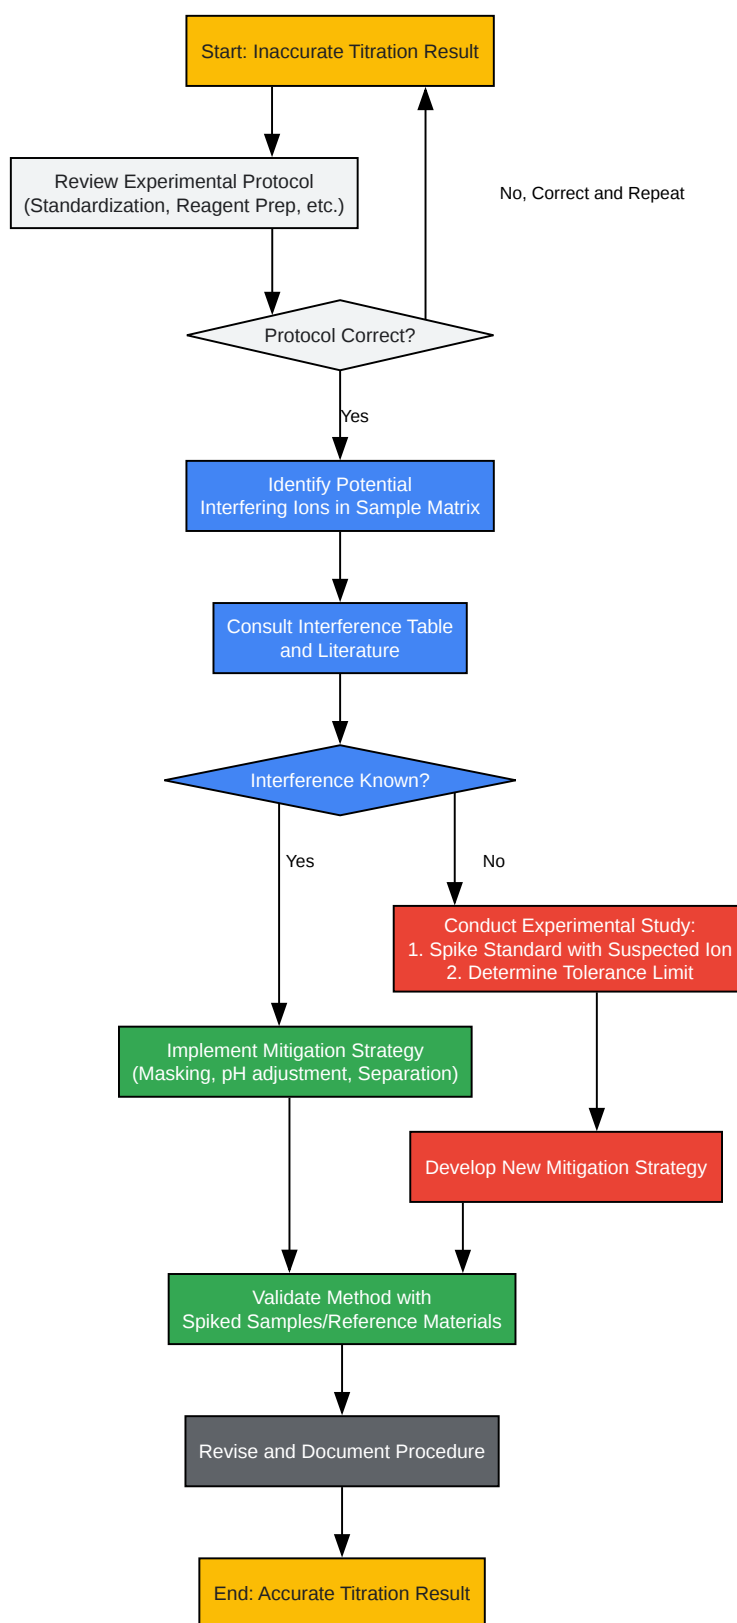 Start: Inaccurate Titration Result
Review Experimental Protocol
(Standardization, Reagent Prep, etc.)
No, Correct and Repeat
Protocol Correct?
Yes
Identify Potential
Interfering Ions in Sample Matrix
Consult Interference Table
and Literature
Interference Known?
Yes
No
Conduct Experimental Study:
1. Spike Standard with Suspected Ion
2. Determine Tolerance Limit
Implement Mitigation Strategy
(Masking, pH adjustment, Separation)
Develop New Mitigation Strategy
Validate Method with
Spiked Samples/Reference Materials
Revise and Document Procedure
End: Accurate Titration Result